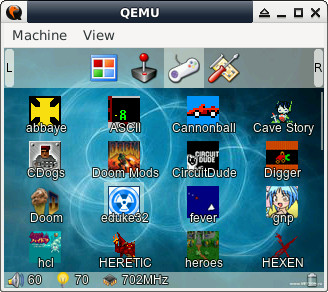 QEMU
Machine View
L R
abbaye ASCII Cannonball Cave Story
CDogs Doom Mods CircuitDude Digger
Doom eduke32 fever gnp
hcl HERETIC heroes HEXEN
60 70 702MHz